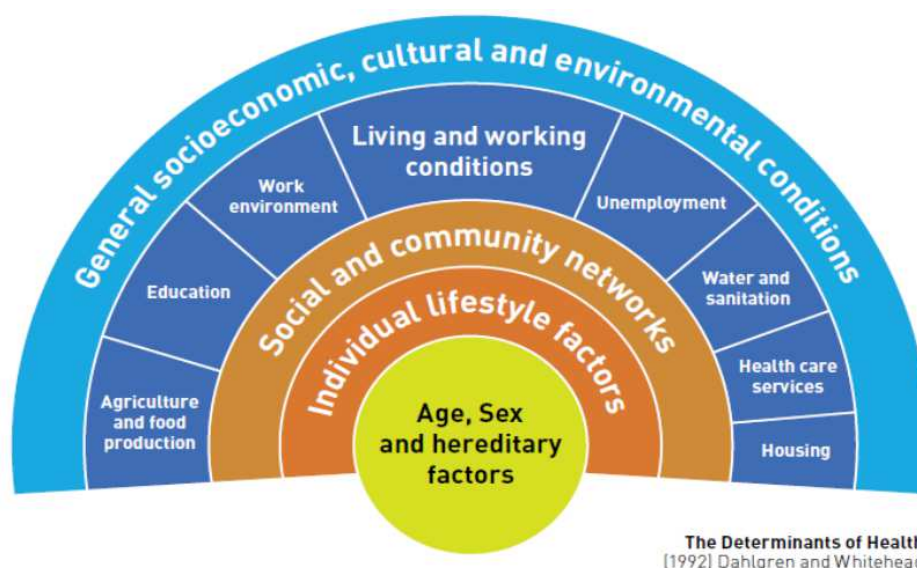 General socioeconomic, cultural and environmental conditions
Living and working
conditions
Work
environment
Unemployment
Education
Water and
sanitation
Agriculture
and food
production
Health care
services
Housing
Social and community networks
Individual lifestyle factors
Age, Sex
and hereditary
factors
The Determinants of Health
(1992) Dahlgren and Whitehead